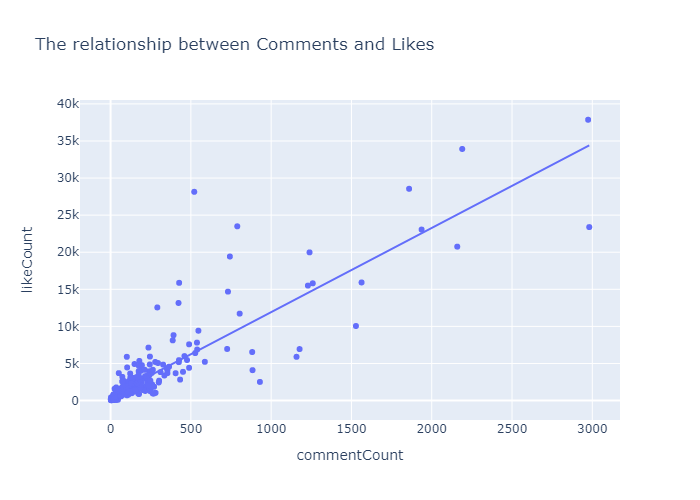 The relationship between Comments and Likes
40k
35k
30k
25k
20k
15k
10k
5k
0
likeCount
0 500 1000 1500 2000 2500 3000
commentCount